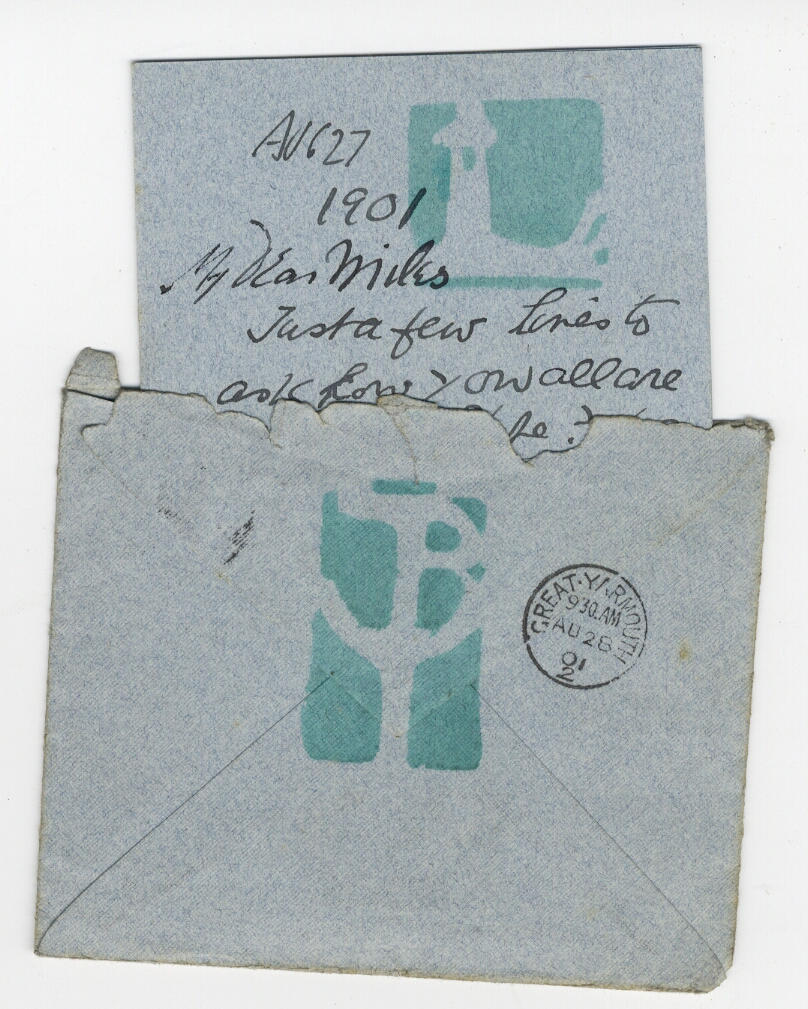 AUG 27
1901
My Dear Miles
Just a few lines to
ask how you all are
GREAT·YARMOUTH
9 30.AM
AU 28
01
2